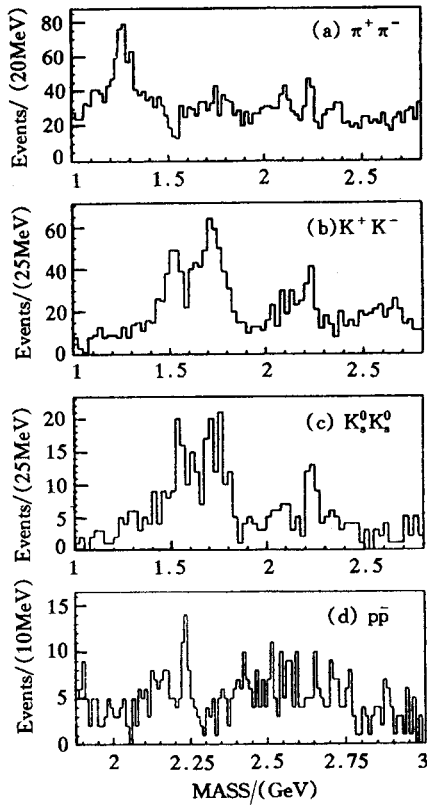 80
60
40
20
0
Events/(20MeV)
(a) π⁺π⁻
1 1.5 2 2.5
60
40
20
0
Events/(25MeV)
(b) K⁺K⁻
1 1.5 2 2.5
20
15
10
5
0
Events/(25MeV)
(c) K⁰ₛK⁰ₛ
1 1.5 2 2.5
15
10
5
0
Events/(10MeV)
(d) pp̄
2 2.25 2.5 2.75 3
MASS/(GeV)